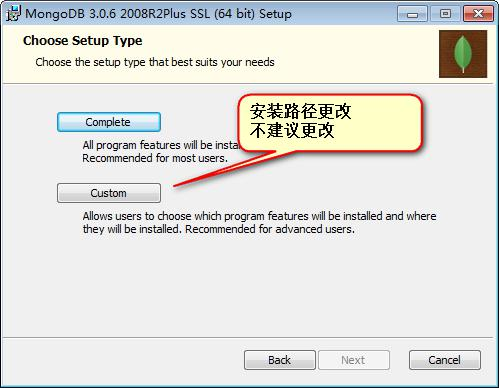 MongoDB 3.0.6 2008R2Plus SSL (64 bit) Setup
Choose Setup Type
Choose the setup type that best suits your needs
Complete
安装路径更改
不建议更改
All program features will be insta
Recommended for most users.
Custom
Allows users to choose which program features will be installed and where
they will be installed. Recommended for advanced users.
Back
Next
Cancel